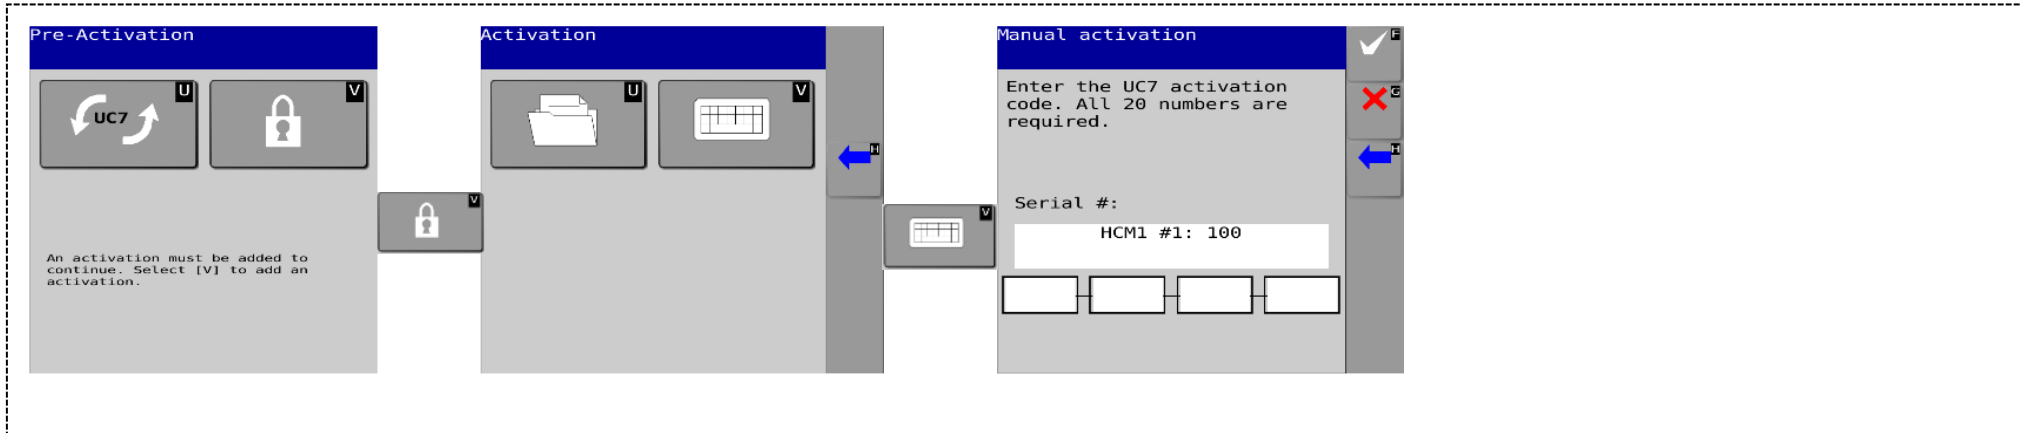 Pre-Activation
U
V
UC7
An activation must be added to
continue. Select [V] to add an
activation.
V
Activation
U
V
H
V
Manual activation
F
G
H
Enter the UC7 activation
code. All 20 numbers are
required.
Serial #:
HCM1 #1: 100